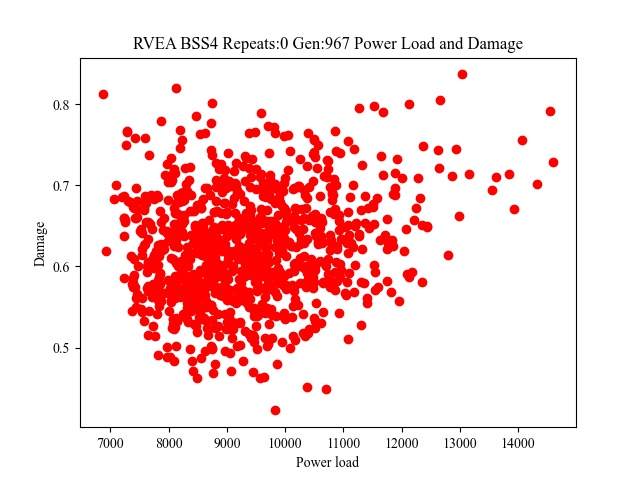 RVEA BSS4 Repeats:0 Gen:967 Power Load and Damage
0.8
0.7
0.6
0.5
Damage
7000 8000 9000 10000 11000 12000 13000 14000
Power load